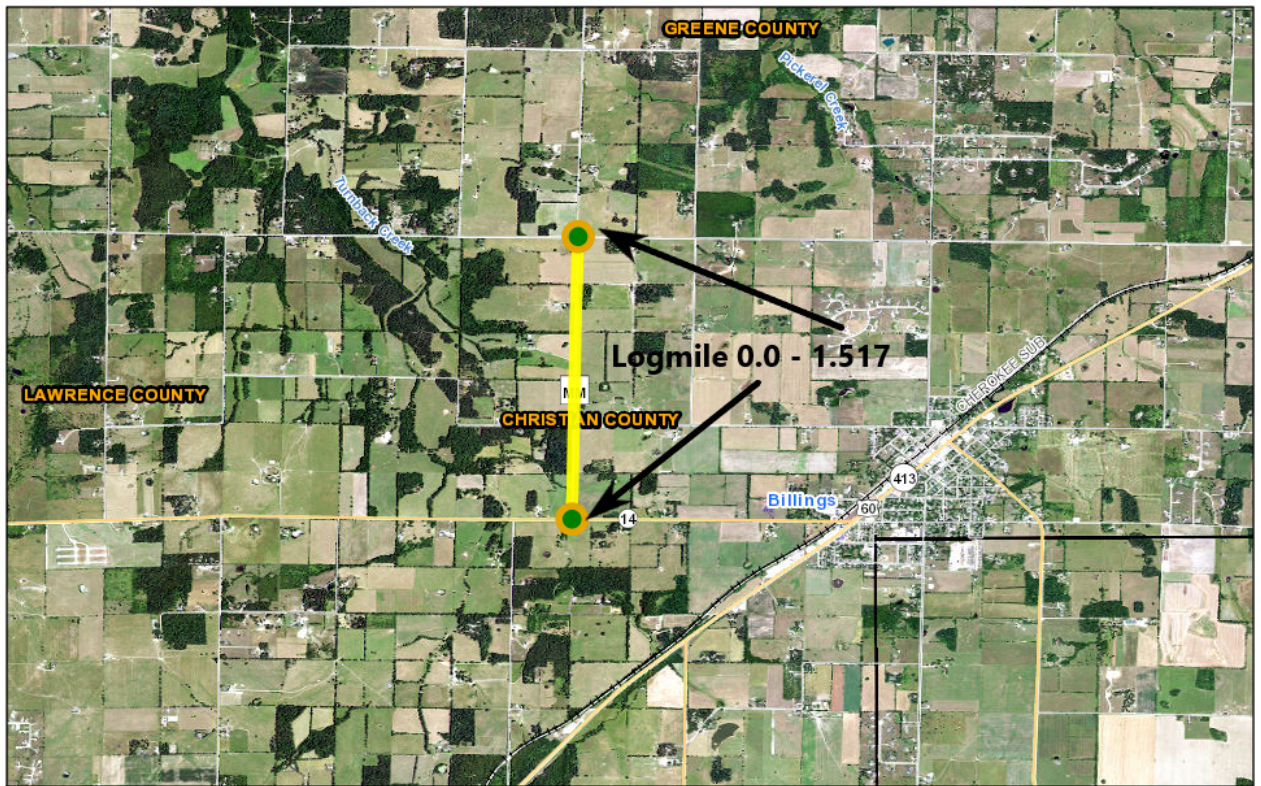 GREENE COUNTY
Pickerel Creek
Turnback Creek
Logmile 0.0 - 1.517
CHEROKEE SUB
LAWRENCE COUNTY
CHRISTIAN COUNTY
413
Billings
60
14